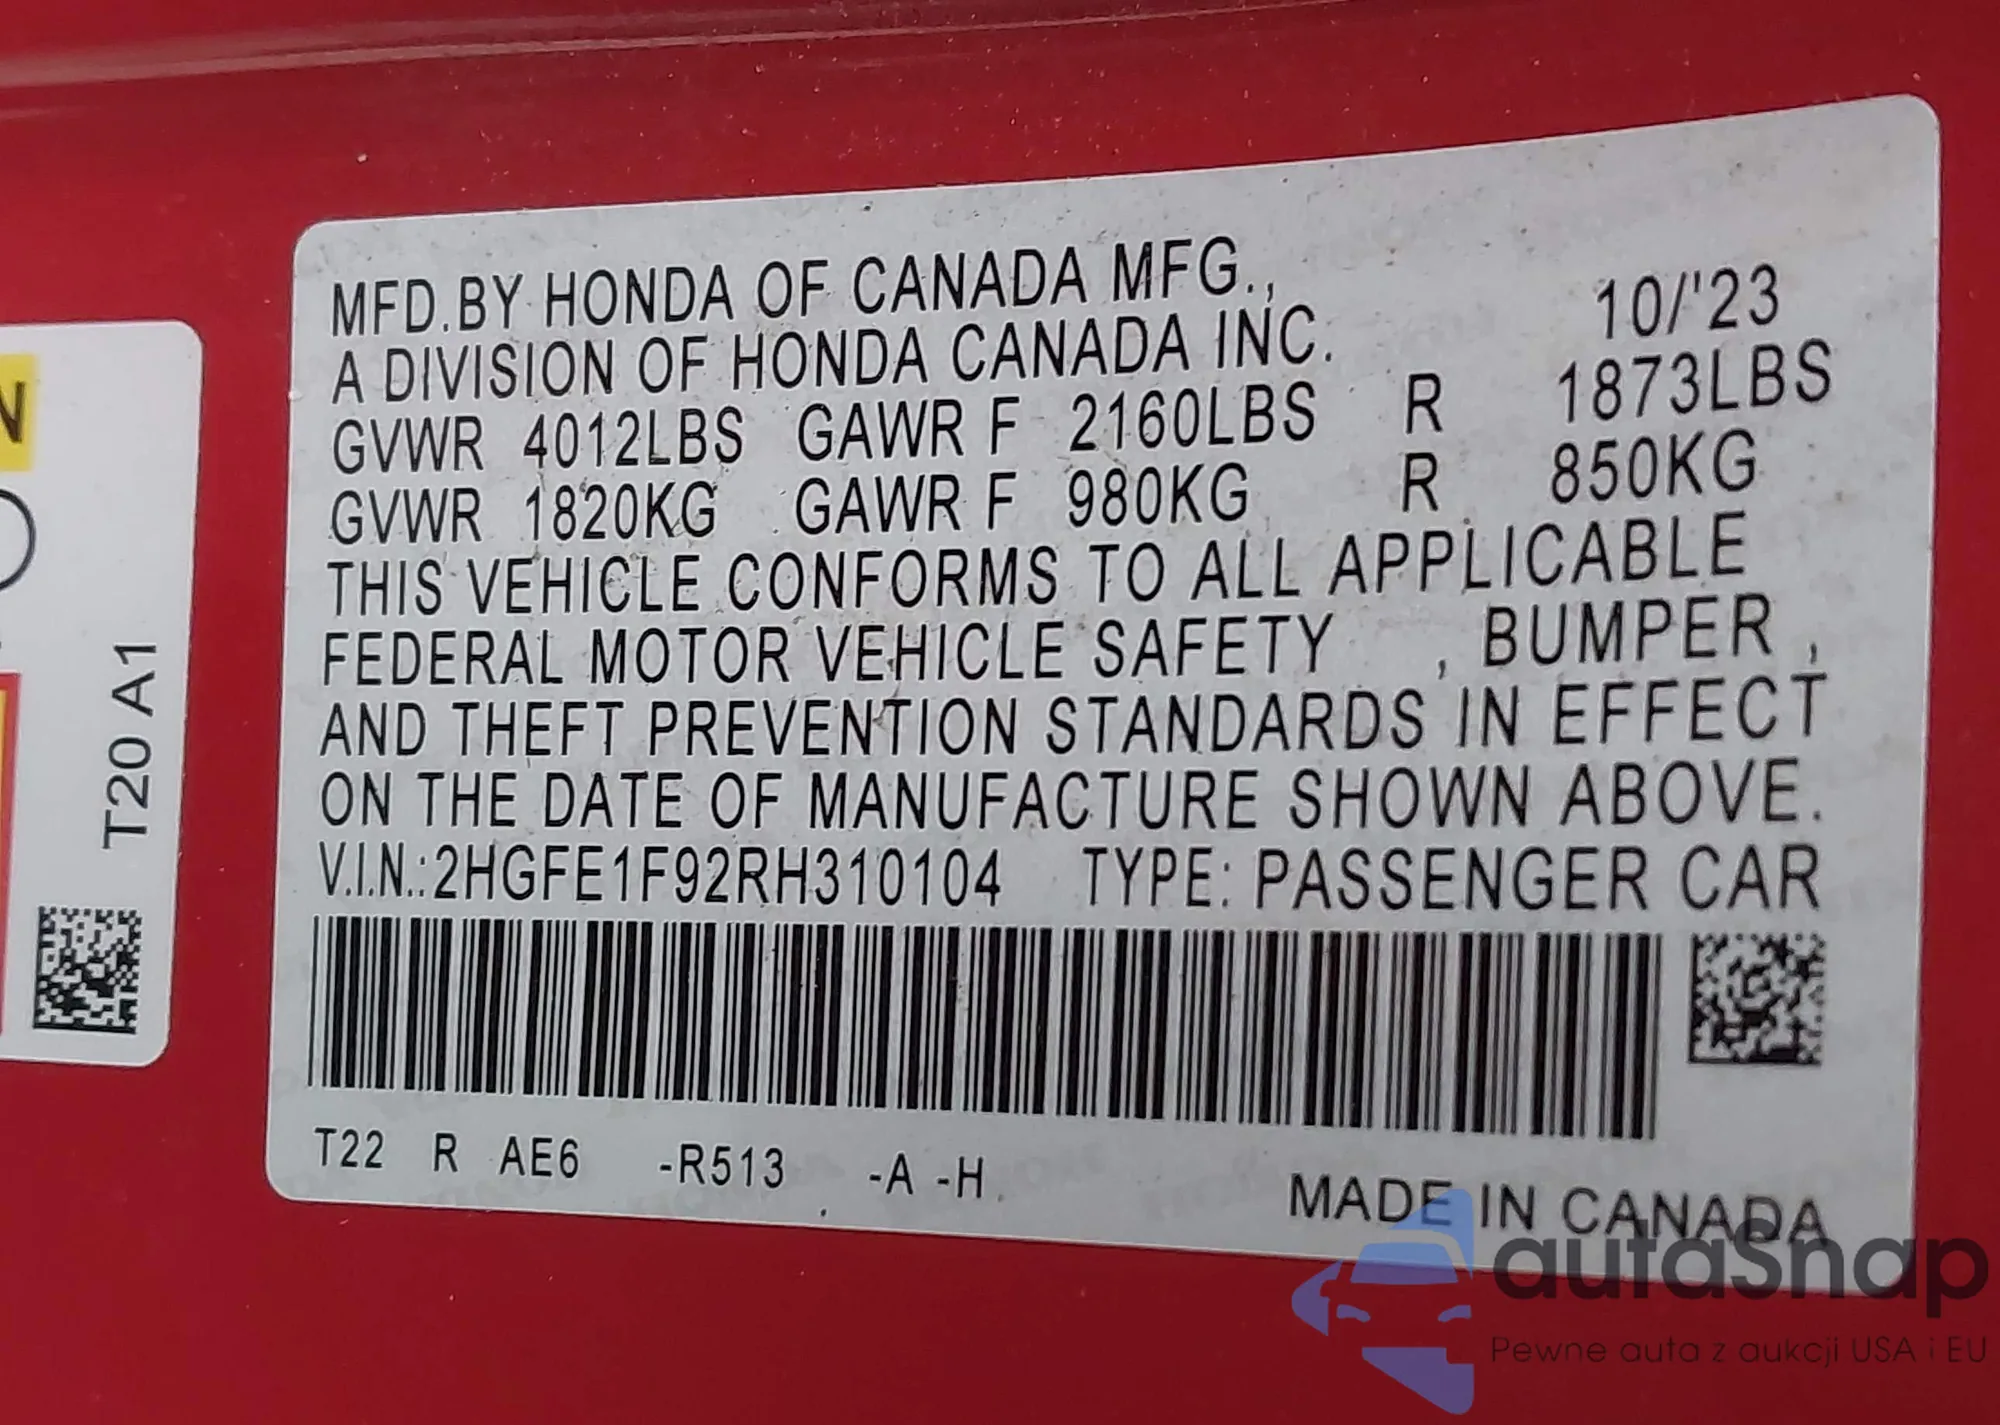 MFD.BY HONDA OF CANADA MFG., 10/'23
A DIVISION OF HONDA CANADA INC.
GVWR 4012LBS GAWR F 2160LBS R 1873LBS
GVWR 1820KG GAWR F 980KG R 850KG
THIS VEHICLE CONFORMS TO ALL APPLICABLE
FEDERAL MOTOR VEHICLE SAFETY , BUMPER ,
AND THEFT PREVENTION STANDARDS IN EFFECT
ON THE DATE OF MANUFACTURE SHOWN ABOVE.
V.I.N.:2HGFE1F92RH310104 TYPE: PASSENGER CAR
T22 R AE6 -R513 -A -H
MADE IN CANADA
N
T20 A1
autaSnap
Pewne auta z aukcji USA i EU